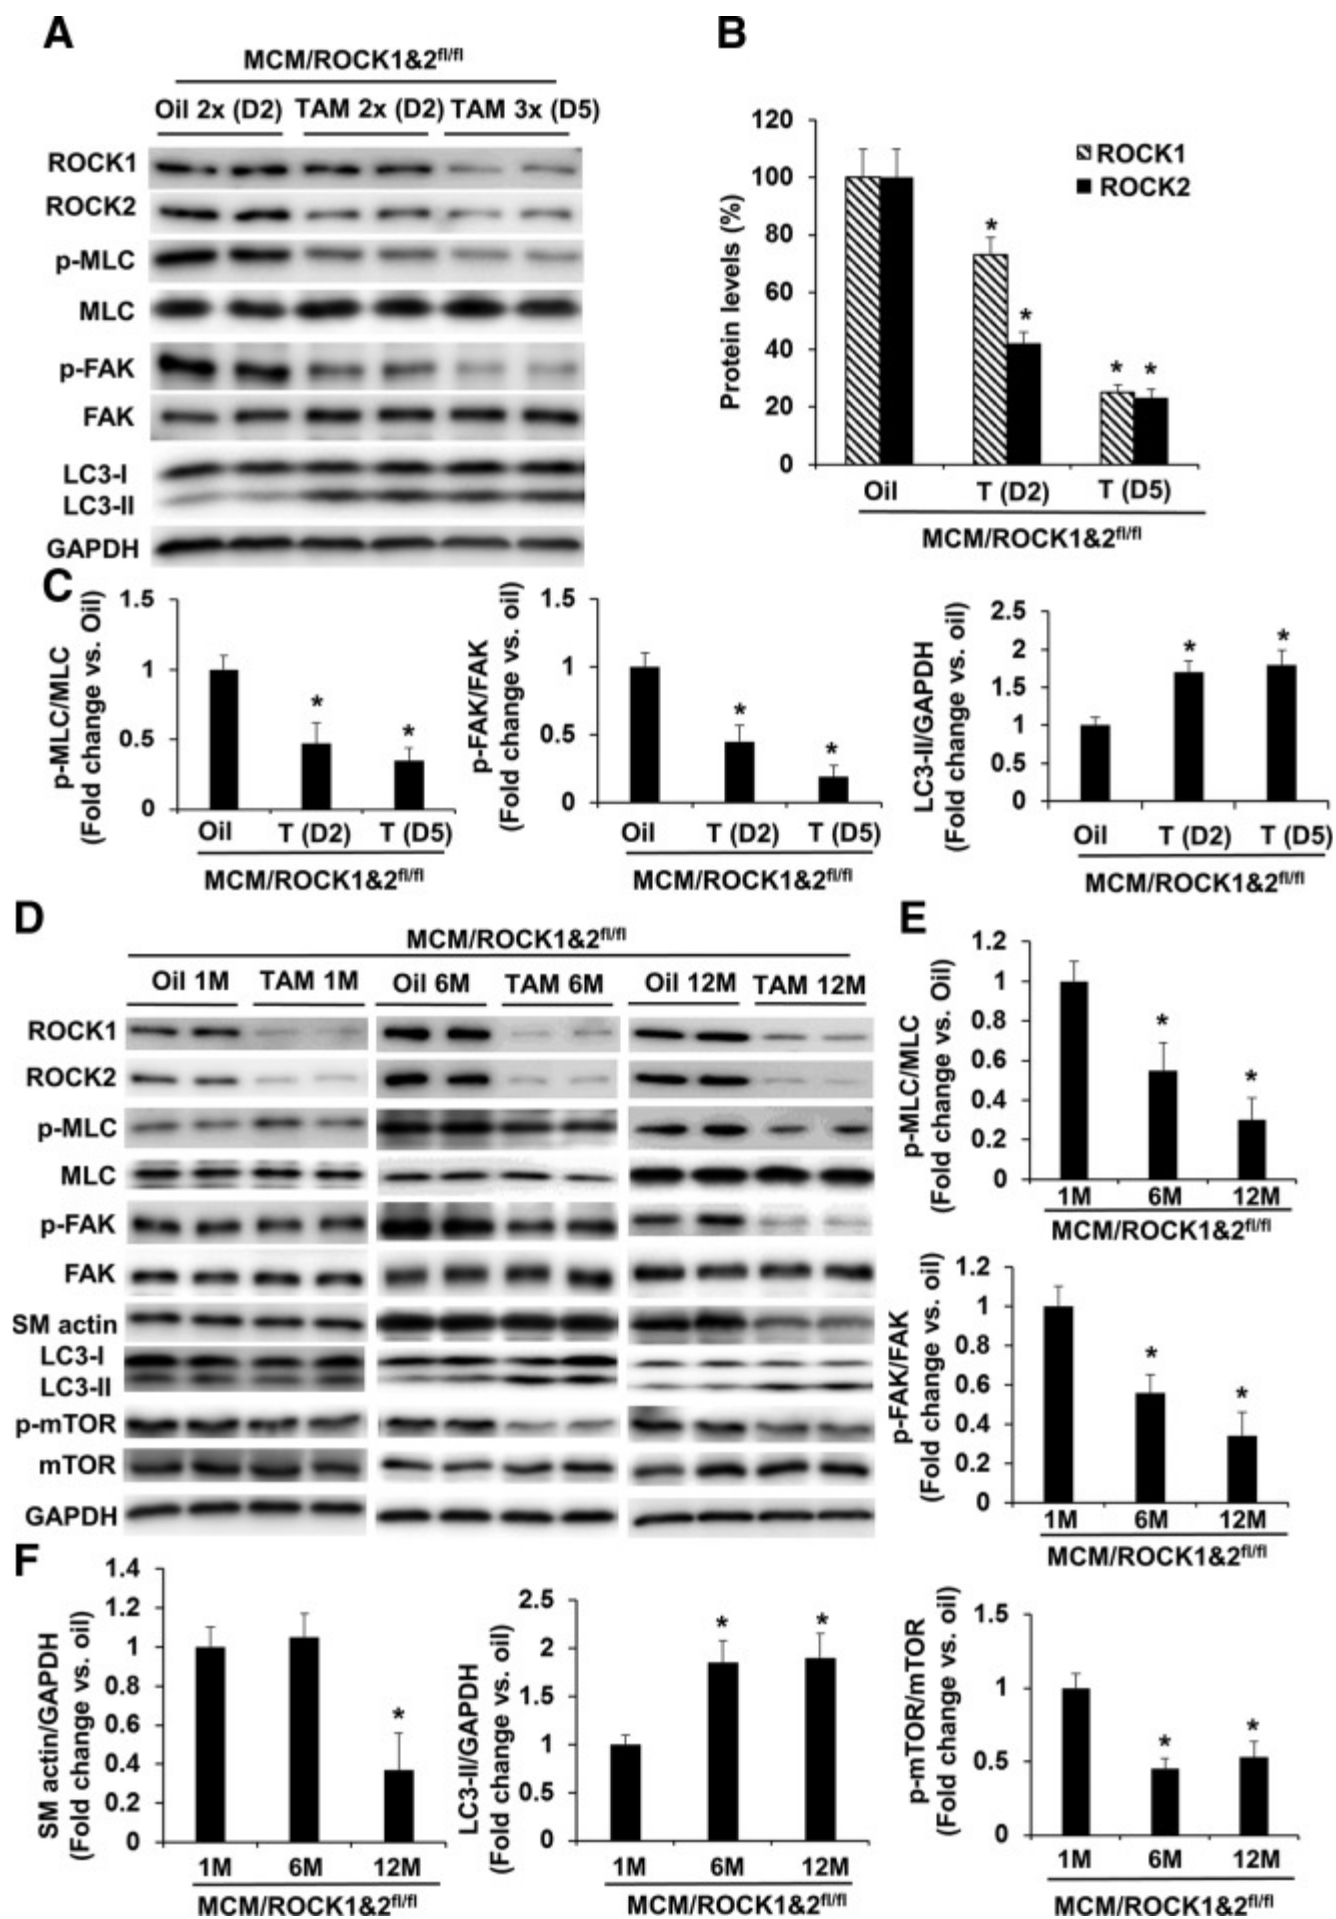 A
MCM/ROCK1&2fl/fl
Oil 2x (D2) TAM 2x (D2) TAM 3x (D5)
ROCK1
ROCK2
p-MLC
MLC
p-FAK
FAK
LC3-I
LC3-II
GAPDH
B
Protein levels (%)
120
100
80
60
40
20
0
ROCK1
ROCK2
*
*
*
*
Oil T (D2) T (D5)
MCM/ROCK1&2fl/fl
C
p-MLC/MLC
(Fold change vs. Oil)
1.5
1
0.5
0
*
*
Oil T (D2) T (D5)
MCM/ROCK1&2fl/fl
p-FAK/FAK
(Fold change vs. oil)
1.5
1
0.5
0
*
*
Oil T (D2) T (D5)
MCM/ROCK1&2fl/fl
LC3-II/GAPDH
(Fold change vs. oil)
2.5
2
1.5
1
0.5
0
*
*
Oil T (D2) T (D5)
MCM/ROCK1&2fl/fl
D
MCM/ROCK1&2fl/fl
Oil 1M TAM 1M Oil 6M TAM 6M Oil 12M TAM 12M
ROCK1
ROCK2
p-MLC
MLC
p-FAK
FAK
SM actin
LC3-I
LC3-II
p-mTOR
mTOR
GAPDH
E
p-MLC/MLC
(Fold change vs. Oil)
1.2
1
0.8
0.6
0.4
0.2
0
*
*
1M 6M 12M
MCM/ROCK1&2fl/fl
p-FAK/FAK
(Fold change vs. oil)
1.2
1
0.8
0.6
0.4
0.2
0
*
*
1M 6M 12M
MCM/ROCK1&2fl/fl
F
SM actin/GAPDH
(Fold change vs. oil)
1.4
1.2
1
0.8
0.6
0.4
0.2
0
*
1M 6M 12M
MCM/ROCK1&2fl/fl
LC3-II/GAPDH
(Fold change vs. oil)
2.5
2
1.5
1
0.5
0
*
*
1M 6M 12M
MCM/ROCK1&2fl/fl
p-mTOR/mTOR
(Fold change vs. oil)
1.5
1
0.5
0
*
*
1M 6M 12M
MCM/ROCK1&2fl/fl